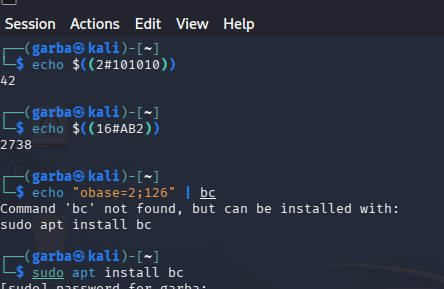 Session Actions Edit View Help
┌──(garba㉿kali)-[~]
└─$ echo $((2#101010))
42
┌──(garba㉿kali)-[~]
└─$ echo $((16#AB2))
2738
┌──(garba㉿kali)-[~]
└─$ echo "obase=2;126" | bc
Command 'bc' not found, but can be installed with:
sudo apt install bc
┌──(garba㉿kali)-[~]
└─$ sudo apt install bc
[sudo] password for garba: